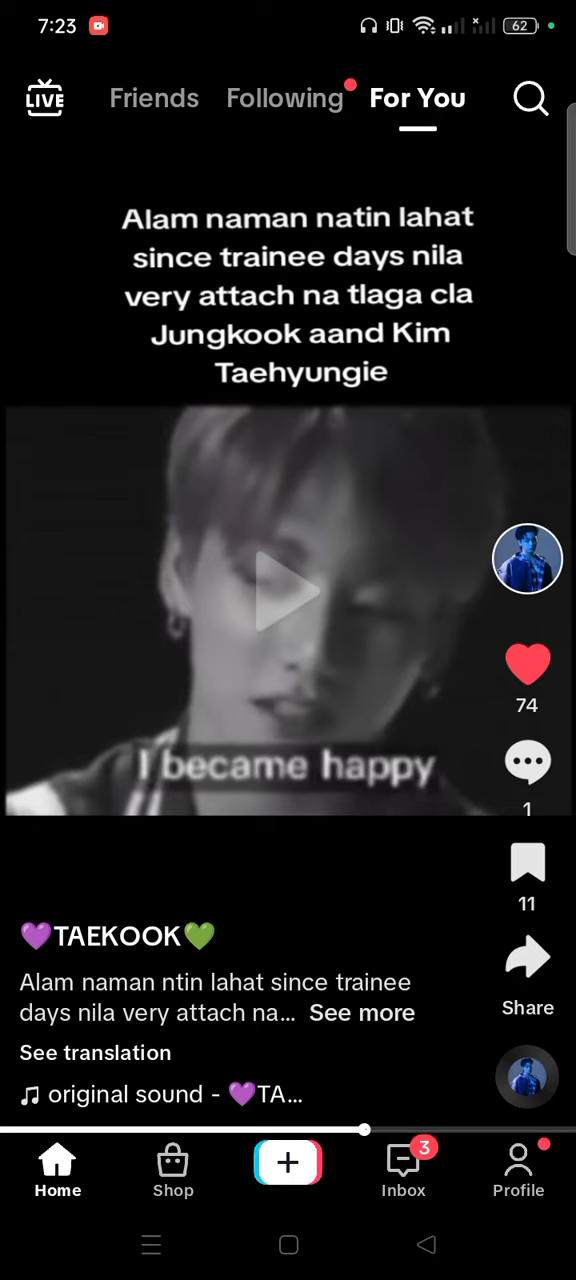 7:23
62
LIVE
Friends
Following
For You
Alam naman natin lahat
since trainee days nila
very attach na tlaga cla
Jungkook aand Kim
Taehyungie
I became happy
74
1
11
Share
💜TAEKOOK💚
Alam naman ntin lahat since trainee
days nila very attach na... See more
See translation
original sound - 💜TA...
Home
Shop
3
Inbox
Profile